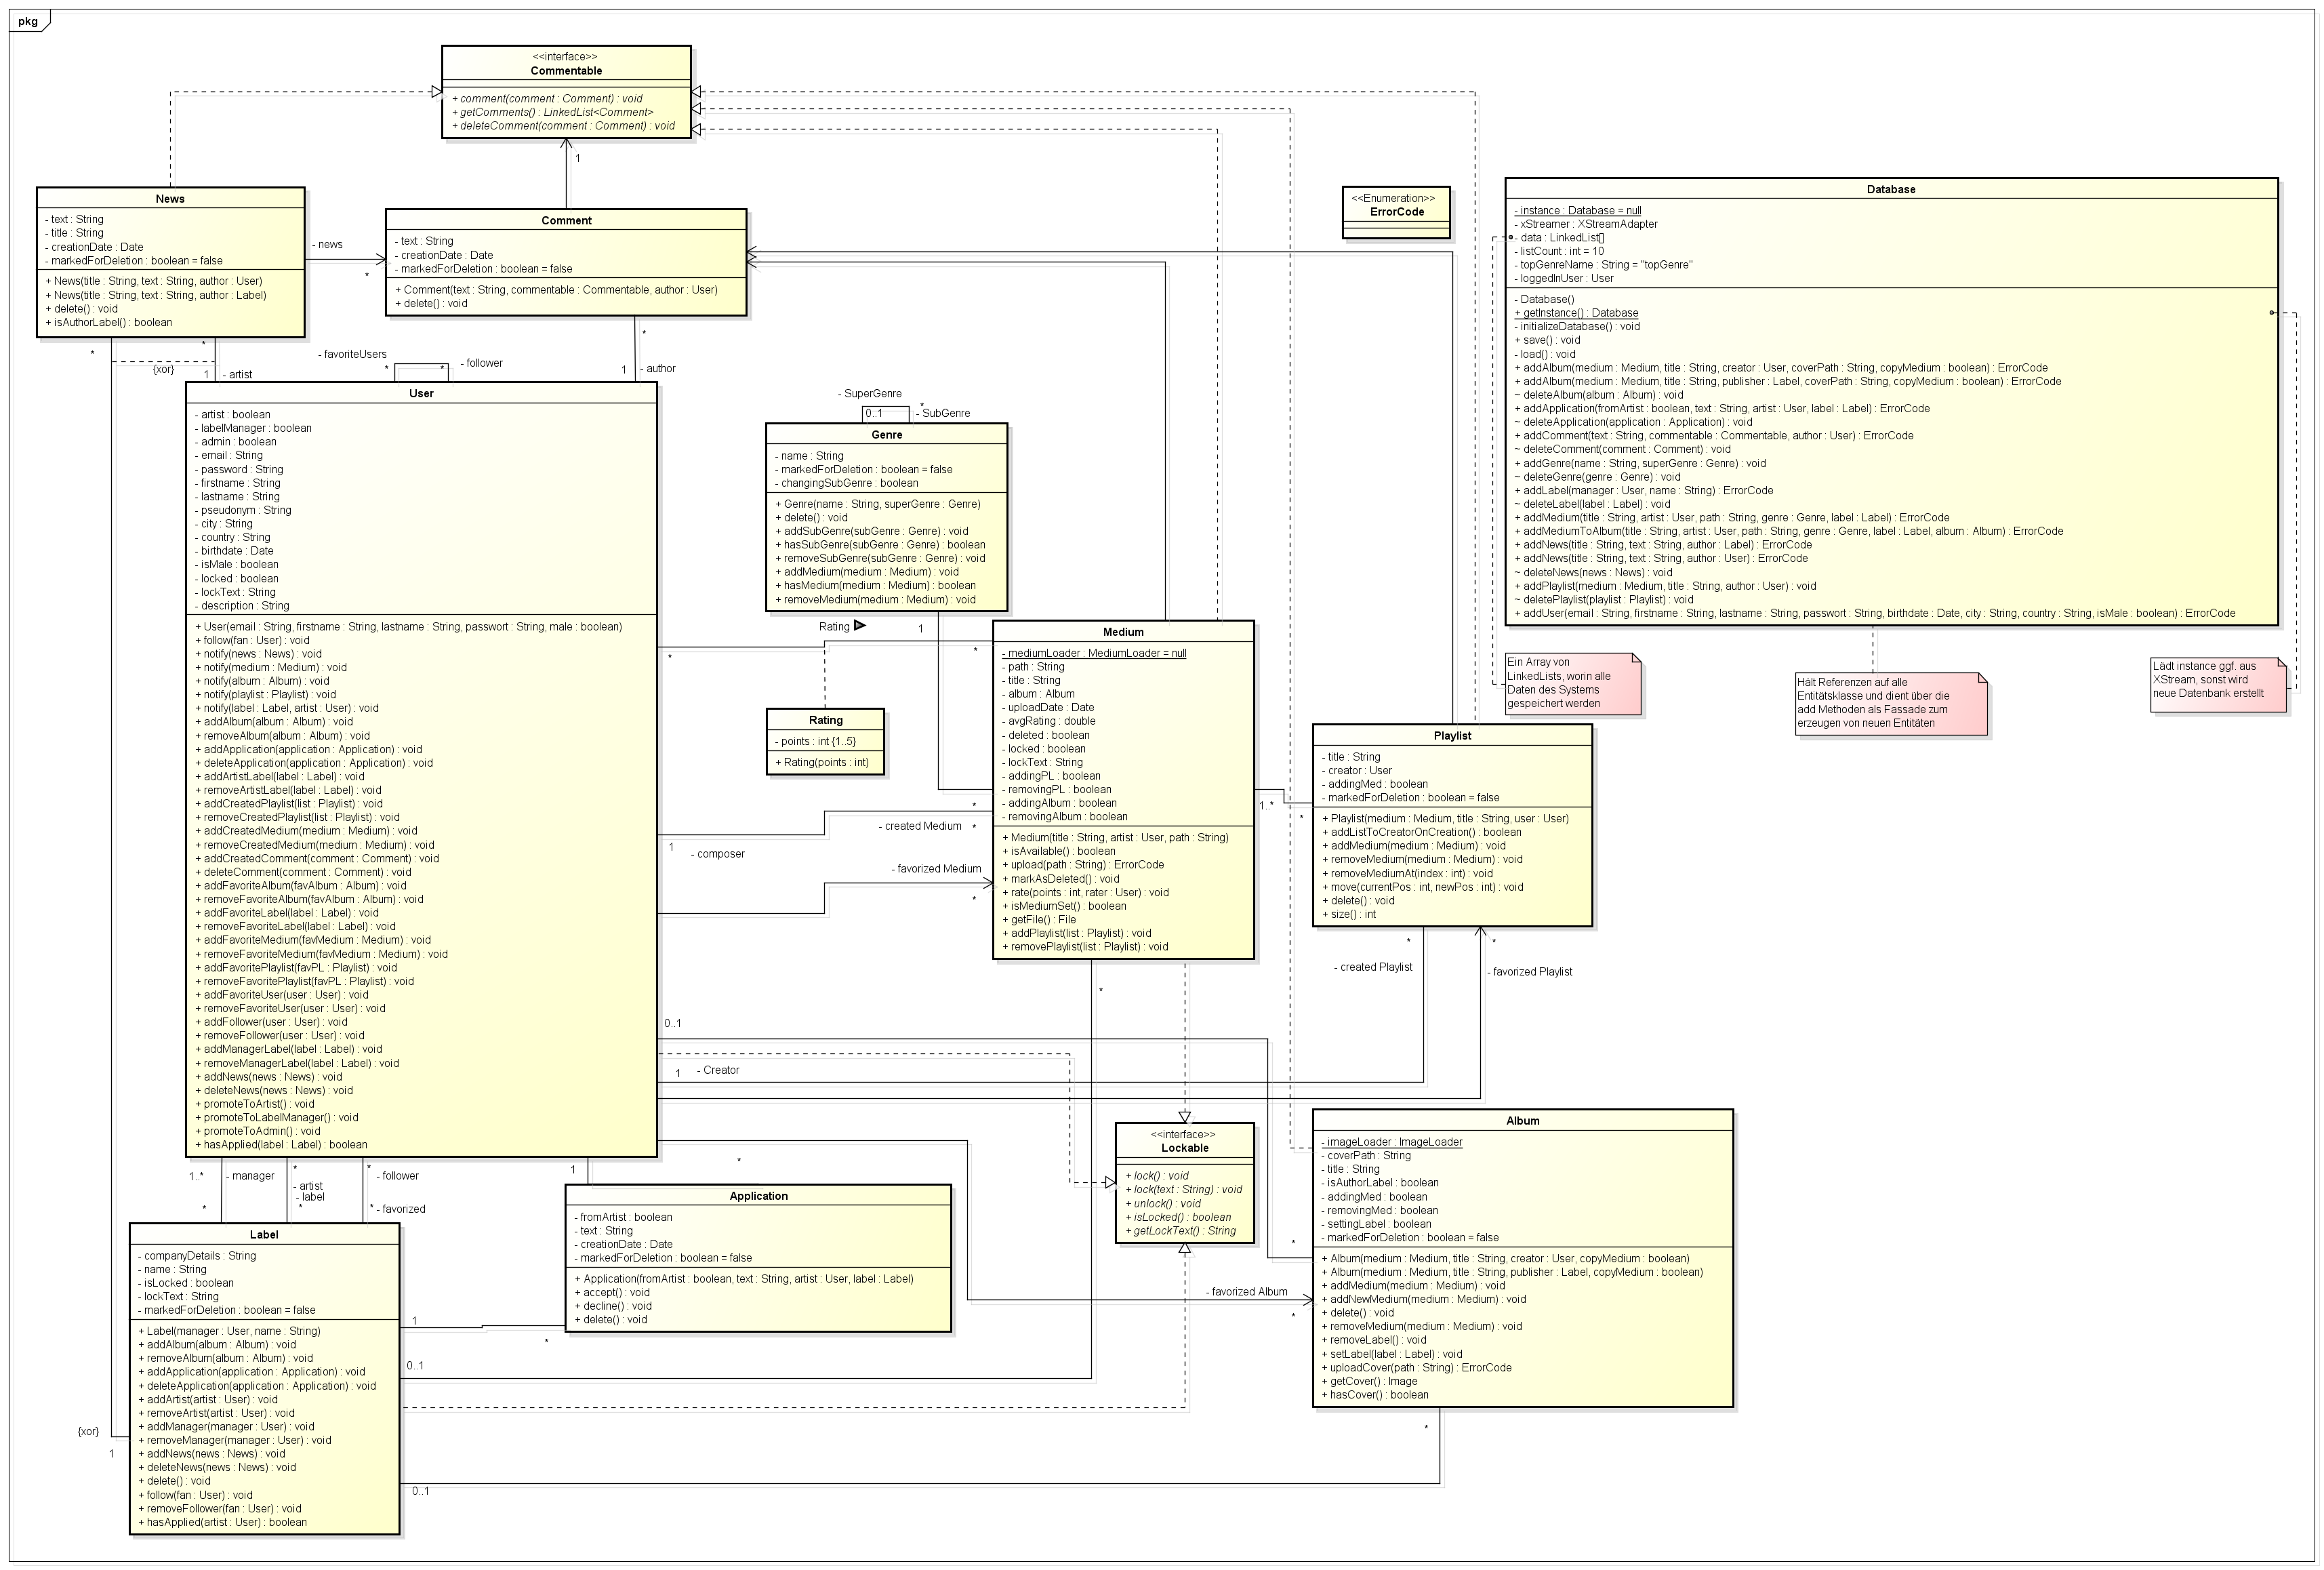 pkg
<<interface>>
Commentable
+ comment(comment : Comment) : void
+ getComments() : LinkedList<Comment>
+ deleteComment(comment : Comment) : void
1
News
- text : String
- title : String
- creationDate : Date
- markedForDeletion : boolean = false
+ News(title : String, text : String, author : User)
+ News(title : String, text : String, author : Label)
+ delete() : void
+ isAuthorLabel() : boolean
- news
*
Comment
- text : String
- creationDate : Date
- markedForDeletion : boolean = false
+ Comment(text : String, commentable : Commentable, author : User)
+ delete() : void
<<Enumeration>>
ErrorCode
Database
- instance : Database = null
- xStreamer : XStreamAdapter
- data : LinkedList[]
- listCount : int = 10
- topGenreName : String = "topGenre"
- loggedInUser : User
- Database()
+ getInstance() : Database
- initializeDatabase() : void
+ save() : void
- load() : void
+ addAlbum(medium : Medium, title : String, creator : User, coverPath : String, copyMedium : boolean) : ErrorCode
+ addAlbum(medium : Medium, title : String, publisher : Label, coverPath : String, copyMedium : boolean) : ErrorCode
~ deleteAlbum(album : Album) : void
+ addApplication(fromArtist : boolean, text : String, artist : User, label : Label) : ErrorCode
~ deleteApplication(application : Application) : void
+ addComment(text : String, commentable : Commentable, author : User) : ErrorCode
~ deleteComment(comment : Comment) : void
+ addGenre(name : String, superGenre : Genre) : void
~ deleteGenre(genre : Genre) : void
+ addLabel(manager : User, name : String) : ErrorCode
~ deleteLabel(label : Label) : void
+ addMedium(title : String, artist : User, path : String, genre : Genre, label : Label) : ErrorCode
+ addMediumToAlbum(title : String, artist : User, path : String, genre : Genre, label : Label, album : Album) : ErrorCode
+ addNews(title : String, text : String, author : Label) : ErrorCode
+ addNews(title : String, text : String, author : User) : ErrorCode
~ deleteNews(news : News) : void
+ addPlaylist(medium : Medium, title : String, author : User) : void
~ deletePlaylist(playlist : Playlist) : void
+ addUser(email : String, firstname : String, lastname : String, passwort : String, birthdate : Date, city : String, country : String, isMale : boolean) : ErrorCode
*
*
{xor}
1
- artist
- favoriteUsers
*
*
- follower
*
1
- author
User
- artist : boolean
- labelManager : boolean
- admin : boolean
- email : String
- password : String
- firstname : String
- lastname : String
- pseudonym : String
- city : String
- country : String
- birthdate : Date
- isMale : boolean
- locked : boolean
- lockText : String
- description : String
+ User(email : String, firstname : String, lastname : String, passwort : String, male : boolean)
+ follow(fan : User) : void
+ notify(news : News) : void
+ notify(medium : Medium) : void
+ notify(album : Album) : void
+ notify(playlist : Playlist) : void
+ notify(label : Label, artist : User) : void
+ addAlbum(album : Album) : void
+ removeAlbum(album : Album) : void
+ addApplication(application : Application) : void
+ deleteApplication(application : Application) : void
+ addArtistLabel(label : Label) : void
+ removeArtistLabel(label : Label) : void
+ addCreatedPlaylist(list : Playlist) : void
+ removeCreatedPlaylist(list : Playlist) : void
+ addCreatedMedium(medium : Medium) : void
+ removeCreatedMedium(medium : Medium) : void
+ addCreatedComment(comment : Comment) : void
+ deleteComment(comment : Comment) : void
+ addFavoriteAlbum(favAlbum : Album) : void
+ removeFavoriteAlbum(favAlbum : Album) : void
+ addFavoriteLabel(label : Label) : void
+ removeFavoriteLabel(label : Label) : void
+ addFavoriteMedium(favMedium : Medium) : void
+ removeFavoriteMedium(favMedium : Medium) : void
+ addFavoritePlaylist(favPL : Playlist) : void
+ removeFavoritePlaylist(favPL : Playlist) : void
+ addFavoriteUser(user : User) : void
+ removeFavoriteUser(user : User) : void
+ addFollower(user : User) : void
+ removeFollower(user : User) : void
+ addManagerLabel(label : Label) : void
+ removeManagerLabel(label : Label) : void
+ addNews(news : News) : void
+ deleteNews(news : News) : void
+ promoteToArtist() : void
+ promoteToLabelManager() : void
+ promoteToAdmin() : void
+ hasApplied(label : Label) : boolean
- SuperGenre
0..1
*
- SubGenre
Genre
- name : String
- markedForDeletion : boolean = false
- changingSubGenre : boolean
+ Genre(name : String, superGenre : Genre)
+ delete() : void
+ addSubGenre(subGenre : Genre) : void
+ hasSubGenre(subGenre : Genre) : boolean
+ removeSubGenre(subGenre : Genre) : void
+ addMedium(medium : Medium) : void
+ hasMedium(medium : Medium) : boolean
+ removeMedium(medium : Medium) : void
Rating
1
*
*
Rating
- points : int {1..5}
+ Rating(points : int)
Medium
- mediumLoader : MediumLoader = null
- path : String
- title : String
- album : Album
- uploadDate : Date
- avgRating : double
- deleted : boolean
- locked : boolean
- lockText : String
- addingPL : boolean
- removingPL : boolean
- addingAlbum : boolean
- removingAlbum : boolean
+ Medium(title : String, artist : User, path : String)
+ isAvailable() : boolean
+ upload(path : String) : ErrorCode
+ markAsDeleted() : void
+ rate(points : int, rater : User) : void
+ isMediumSet() : boolean
+ getFile() : File
+ addPlaylist(list : Playlist) : void
+ removePlaylist(list : Playlist) : void
*
- created Medium
*
1
- composer
- favorized Medium
*
1..*
*
Ein Array von
LinkedLists, worin alle
Daten des Systems
gespeichert werden
Hält Referenzen auf alle
Entitätsklasse und dient über die
add Methoden als Fassade zum
erzeugen von neuen Entitäten
Lädt instance ggf. aus
XStream, sonst wird
neue Datenbank erstellt
Playlist
- title : String
- creator : User
- addingMed : boolean
- markedForDeletion : boolean = false
+ Playlist(medium : Medium, title : String, user : User)
+ addListToCreatorOnCreation() : boolean
+ addMedium(medium : Medium) : void
+ removeMedium(medium : Medium) : void
+ removeMediumAt(index : int) : void
+ move(currentPos : int, newPos : int) : void
+ delete() : void
+ size() : int
*
*
- created Playlist
- favorized Playlist
*
0..1
1
- Creator
*
<<interface>>
Lockable
+ lock() : void
+ lock(text : String) : void
+ unlock() : void
+ isLocked() : boolean
+ getLockText() : String
Album
- imageLoader : ImageLoader
- coverPath : String
- title : String
- isAuthorLabel : boolean
- addingMed : boolean
- removingMed : boolean
- settingLabel : boolean
- markedForDeletion : boolean = false
+ Album(medium : Medium, title : String, creator : User, copyMedium : boolean)
+ Album(medium : Medium, title : String, publisher : Label, copyMedium : boolean)
+ addMedium(medium : Medium) : void
+ addNewMedium(medium : Medium) : void
+ delete() : void
+ removeMedium(medium : Medium) : void
+ removeLabel() : void
+ setLabel(label : Label) : void
+ uploadCover(path : String) : ErrorCode
+ getCover() : Image
+ hasCover() : boolean
*
- favorized Album
*
*
1..*
- manager
*
*
- artist
- label
*
*
- follower
*
- favorized
1
Application
- fromArtist : boolean
- text : String
- creationDate : Date
- markedForDeletion : boolean = false
+ Application(fromArtist : boolean, text : String, artist : User, label : Label)
+ accept() : void
+ decline() : void
+ delete() : void
1
*
0..1
Label
- companyDetails : String
- name : String
- isLocked : boolean
- lockText : String
- markedForDeletion : boolean = false
+ Label(manager : User, name : String)
+ addAlbum(album : Album) : void
+ removeAlbum(album : Album) : void
+ addApplication(application : Application) : void
+ deleteApplication(application : Application) : void
+ addArtist(artist : User) : void
+ removeArtist(artist : User) : void
+ addManager(manager : User) : void
+ removeManager(manager : User) : void
+ addNews(news : News) : void
+ deleteNews(news : News) : void
+ delete() : void
+ follow(fan : User) : void
+ removeFollower(fan : User) : void
+ hasApplied(artist : User) : boolean
{xor}
1
0..1